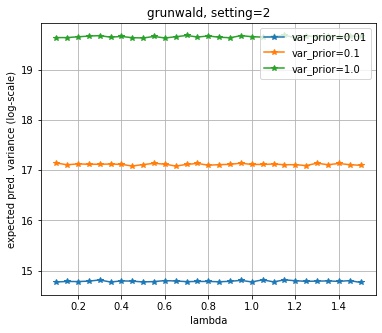 grunwald, setting=2
expected pred. variance (log-scale)
19
18
17
16
15
var_prior=0.01
var_prior=0.1
var_prior=1.0
0.2 0.4 0.6 0.8 1.0 1.2 1.4
lambda